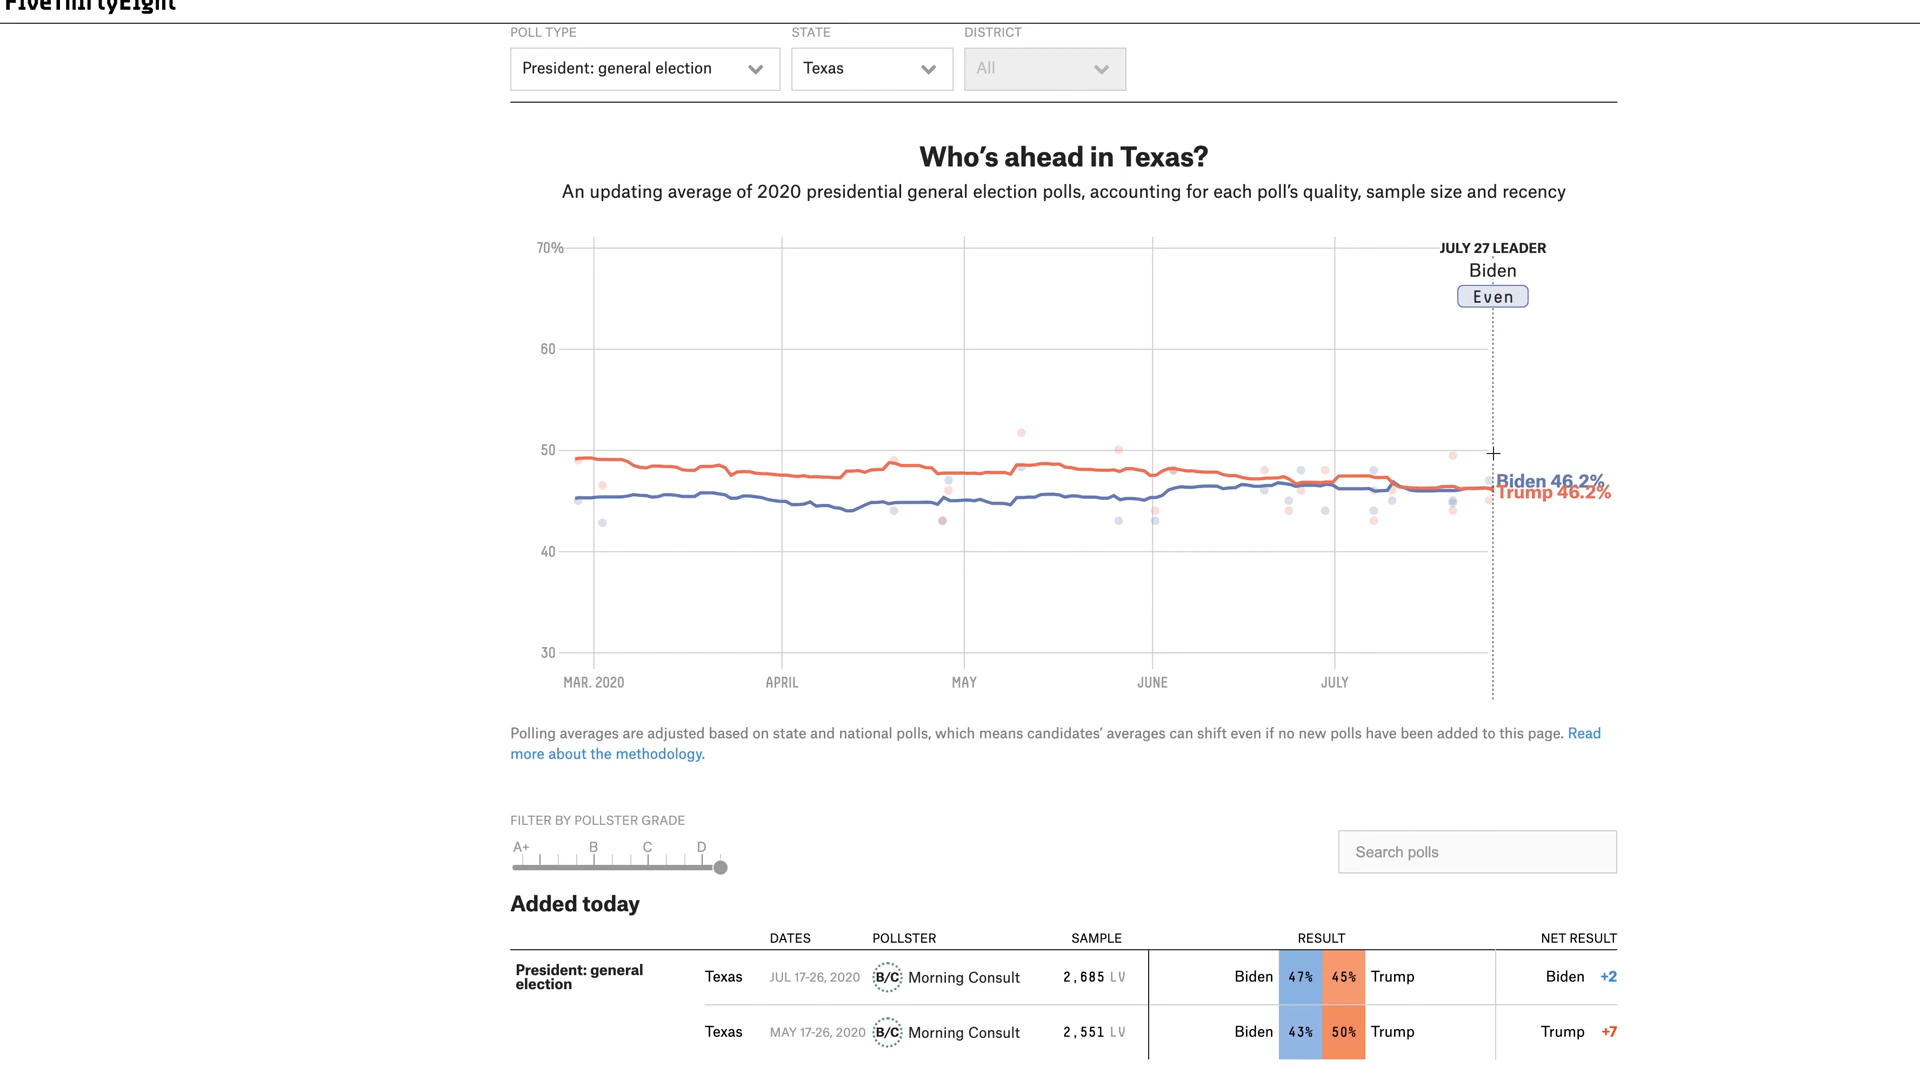 FiveThirtyEight
POLL TYPE STATE DISTRICT
President: general election Texas All
Who's ahead in Texas?
An updating average of 2020 presidential general election polls, accounting for each poll's quality, sample size and recency
70% JULY 27 LEADER
Biden
Even
60
50
Biden 46.2%
Trump 46.2%
40
30
MAR. 2020 APRIL MAY JUNE JULY
Polling averages are adjusted based on state and national polls, which means candidates' averages can shift even if no new polls have been added to this page. Read
more about the methodology.
FILTER BY POLLSTER GRADE
A+ B C D
Search polls
Added today
DATES POLLSTER SAMPLE RESULT NET RESULT
President: general
election
Texas JUL 17-26, 2020 B/C Morning Consult 2,685 LV Biden 47% 45% Trump Biden +2
Texas MAY 17-26, 2020 B/C Morning Consult 2,551 LV Biden 43% 50% Trump Trump +7